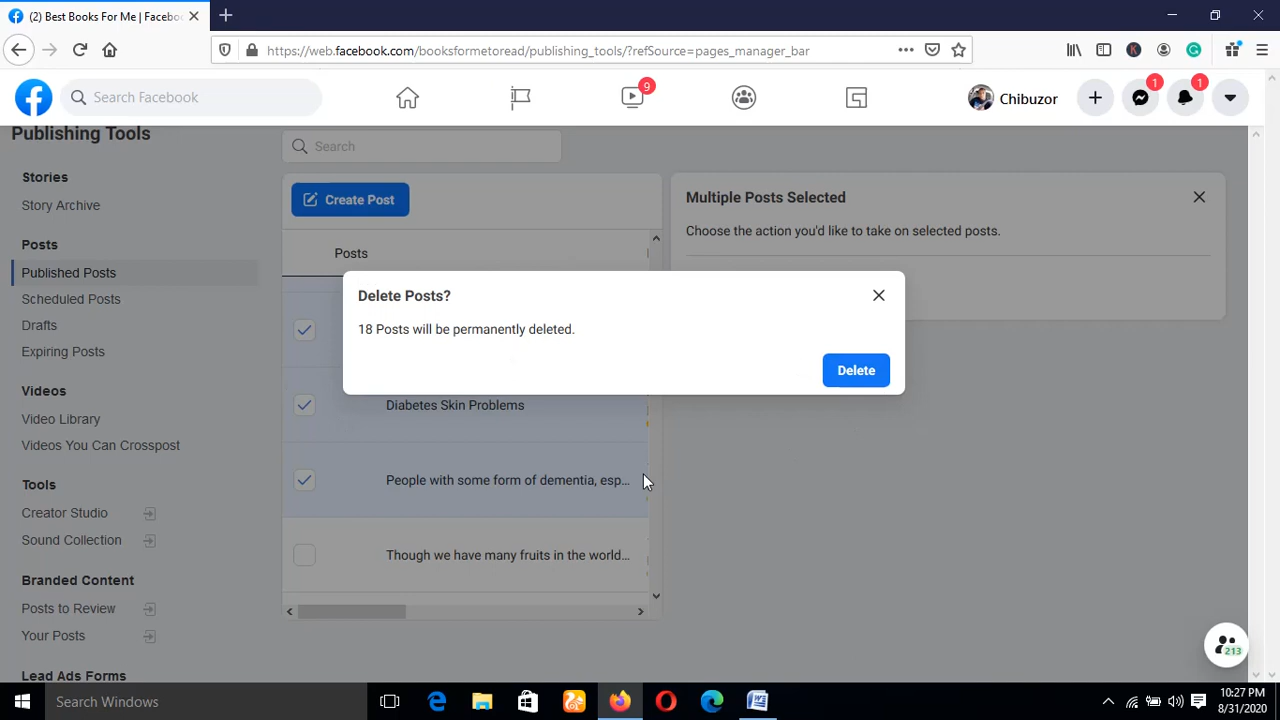 (2) Best Books For Me | Facebo
https://web.facebook.com/booksformetoread/publishing_tools/?refSource=pages_manager_bar
Search Facebook
9
Chibuzor
1
1
Publishing Tools
Stories
Story Archive
Posts
Published Posts
Scheduled Posts
Drafts
Expiring Posts
Videos
Video Library
Videos You Can Crosspost
Tools
Creator Studio
Sound Collection
Branded Content
Posts to Review
Your Posts
Lead Ads Forms
Search
Create Post
Posts
Multiple Posts Selected
Choose the action you'd like to take on selected posts.
Delete Posts?
18 Posts will be permanently deleted.
Delete
Diabetes Skin Problems
People with some form of dementia, esp...
Though we have many fruits in the world...
213
Search Windows
10:27 PM
8/31/2020